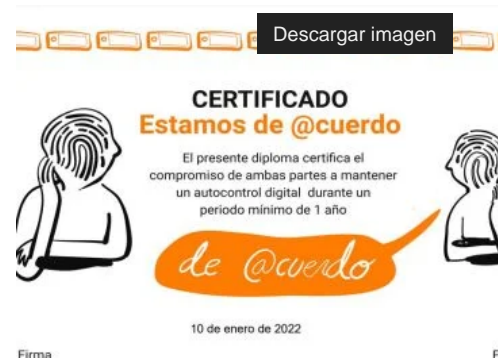 Descargar imagen
CERTIFICADO
Estamos de @cuerdo
El presente diploma certifica el
compromiso de ambas partes a mantener
un autocontrol digital durante un
periodo mínimo de 1 año
de @cuerdo
10 de enero de 2022
Firma